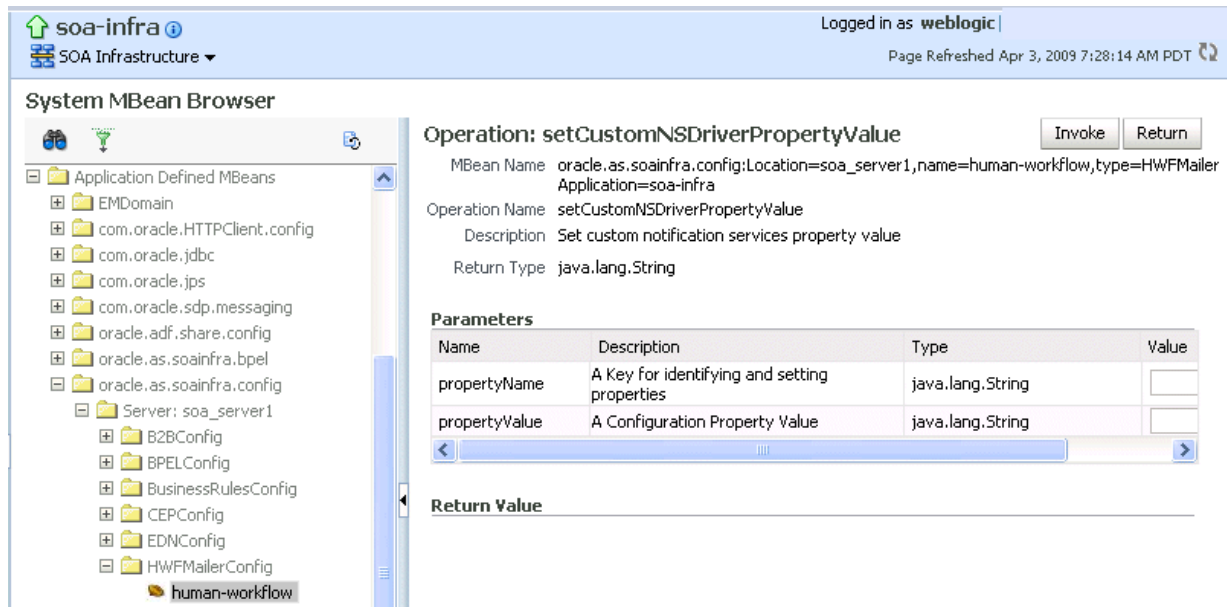 soa-infra
Logged in as weblogic|
SOA Infrastructure
Page Refreshed Apr 3, 2009 7:28:14 AM PDT
System MBean Browser
Application Defined MBeans
EMDomain
com.oracle.HTTPClient.config
com.oracle.jdbc
com.oracle.jps
com.oracle.sdp.messaging
oracle.adf.share.config
oracle.as.soainfra.bpel
oracle.as.soainfra.config
Server: soa_server1
B2BConfig
BPELConfig
BusinessRulesConfig
CEPConfig
EDNConfig
HWFMailerConfig
human-workflow
Operation: setCustomNSDriverPropertyValue
Invoke Return
MBean Name oracle.as.soainfra.config:Location=soa_server1,name=human-workflow,type=HWFMailer
Application=soa-infra
Operation Name setCustomNSDriverPropertyValue
Description Set custom notification services property value
Return Type java.lang.String
Parameters
Name Description Type Value
propertyName A Key for identifying and setting properties java.lang.String
propertyValue A Configuration Property Value java.lang.String
Return Value